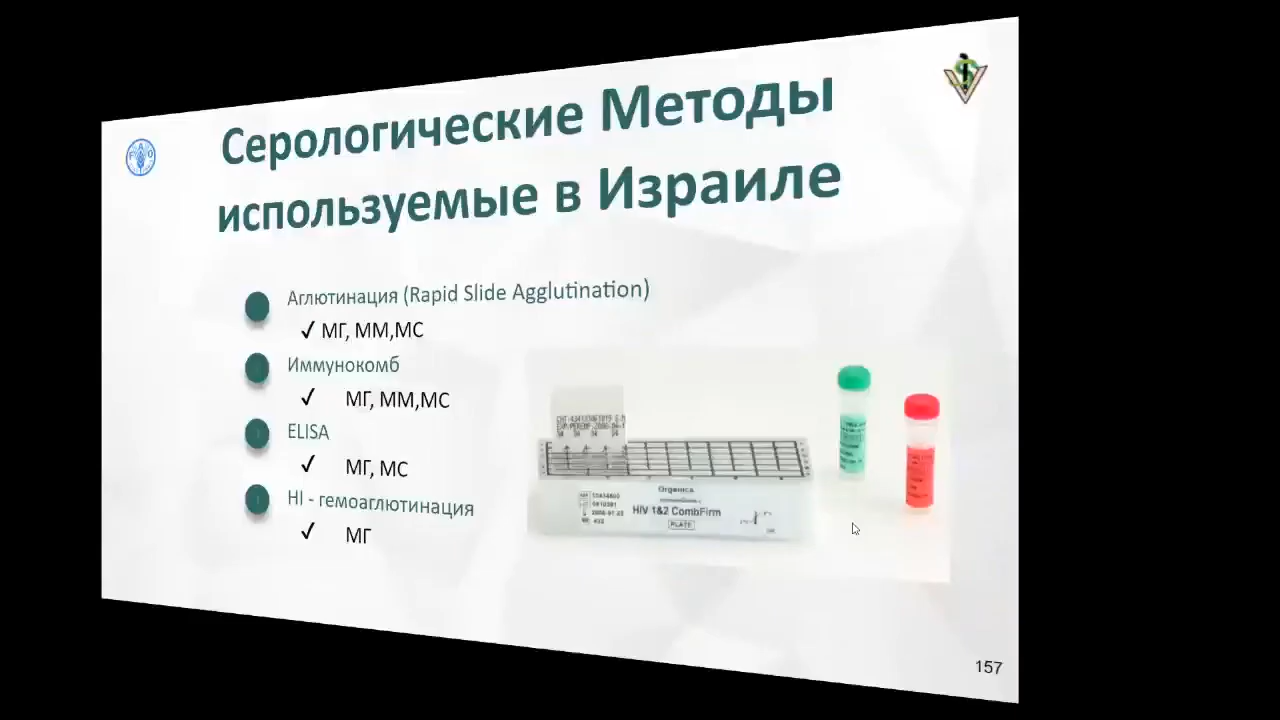 Серологические Методы
используемые в Израиле
Аглютинация (Rapid Slide Agglutination)
✓ МГ, ММ,МС
Иммунокомб
✓ МГ, ММ,МС
ELISA
✓ МГ, МС
HI - гемоаглютинация
✓ МГ
Orgenics
HIV 1&2 CombFirm
PLATE
157